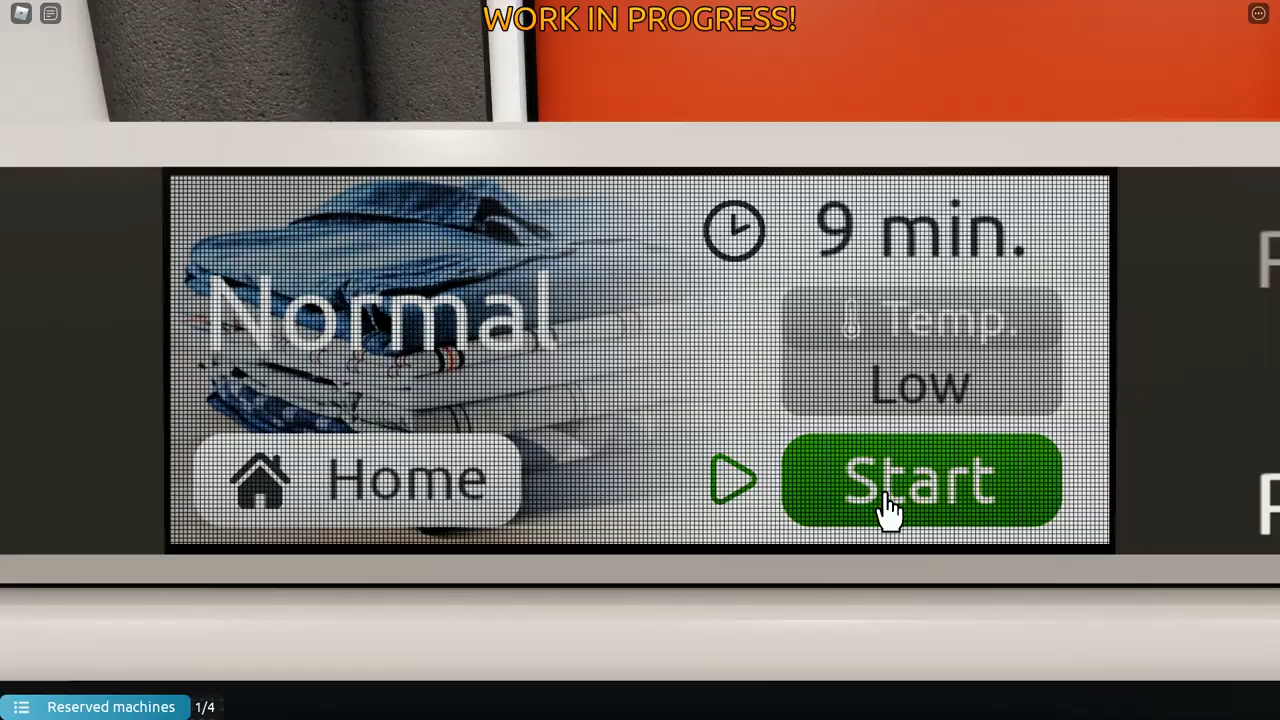 WORK IN PROGRESS!
9 min.
Normal
Temp.
Low
Home
Start
Reserved machines 1/4